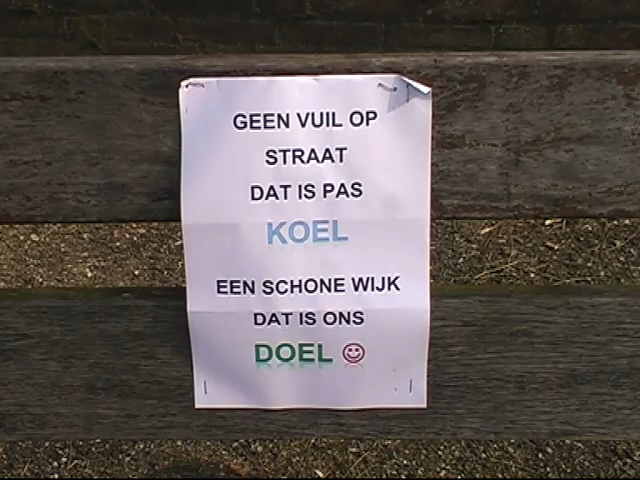 GEEN VUIL OP
STRAAT
DAT IS PAS
KOEL
EEN SCHONE WIJK
DAT IS ONS
DOEL